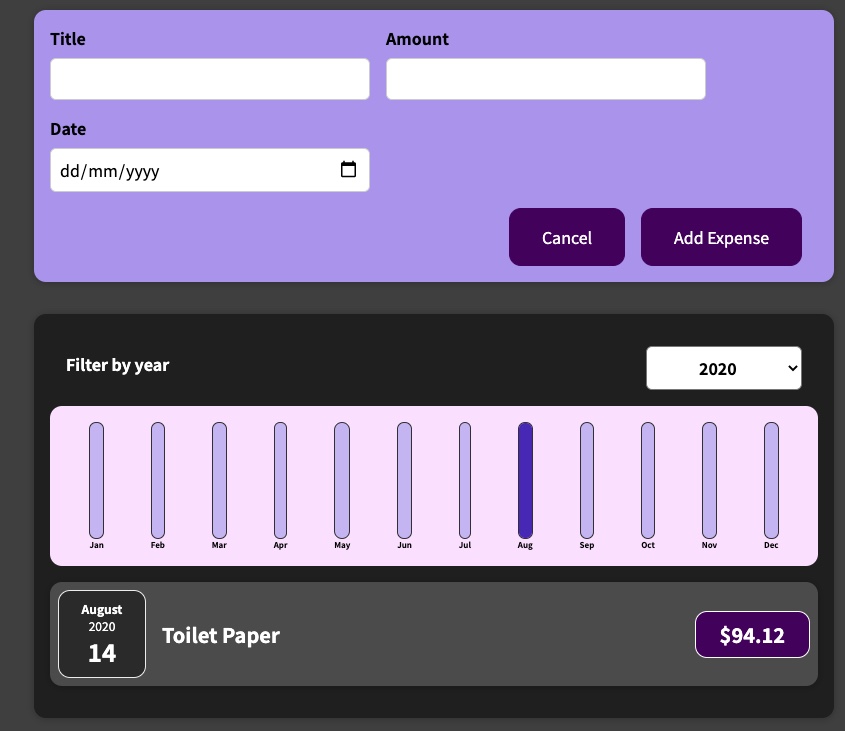 Title Amount
Date
dd/mm/yyyy
Cancel Add Expense
Filter by year 2020
Jan Feb Mar Apr May Jun Jul Aug Sep Oct Nov Dec
August
2020
14
Toilet Paper
$94.12